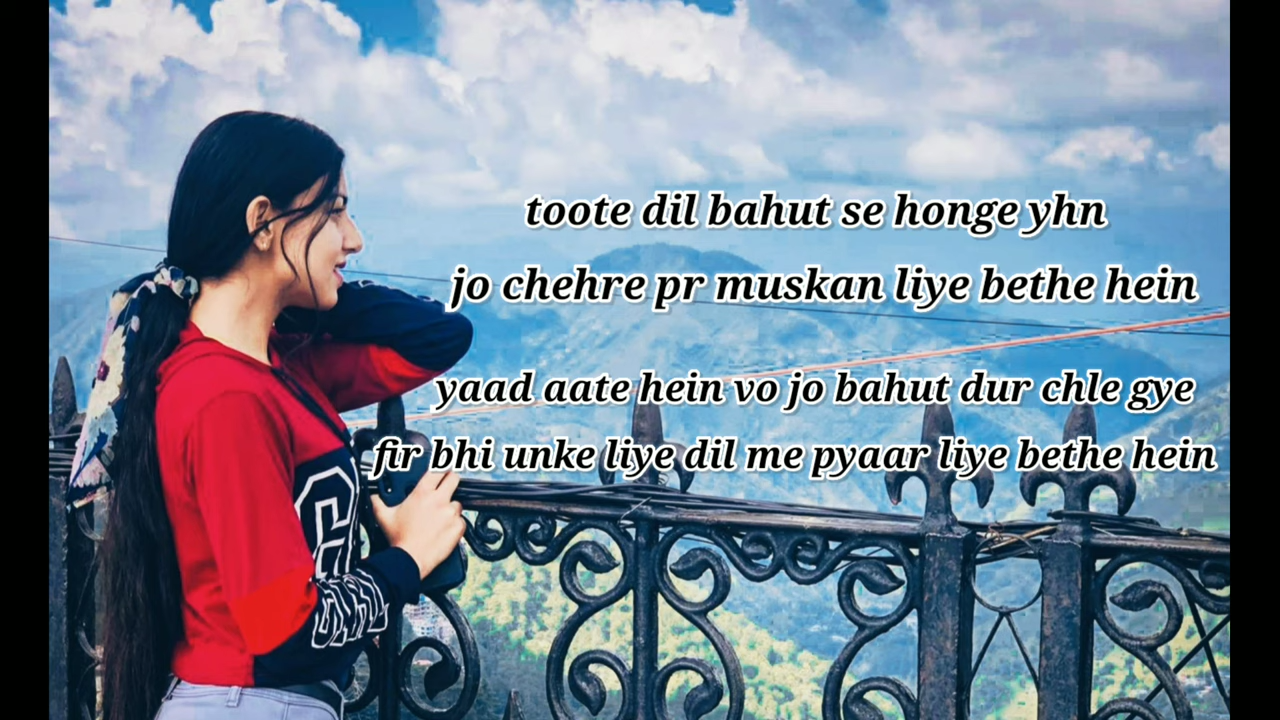 toote dil bahut se honge yhn
jo chehre pr muskan liye bethe hein
yaad aate hein vo jo bahut dur chle gye
fir bhi unke liye dil me pyaar liye bethe hein